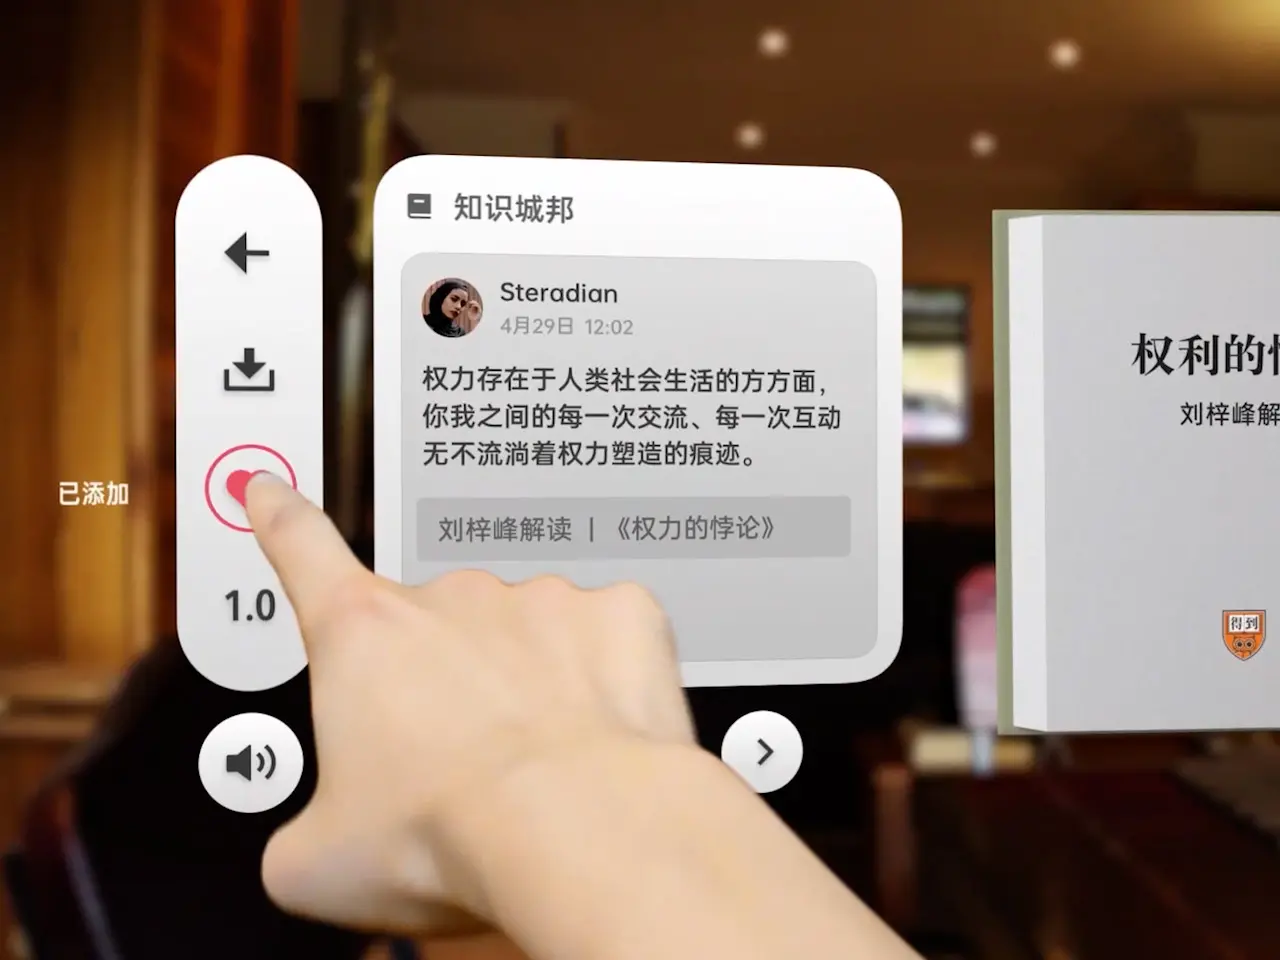 知识城邦
Steradian
4月29日 12:02
权力存在于人类社会生活的方方面，
你我之间的每一次交流、每一次互动
无不流淌着权力塑造的痕迹。
刘梓峰解读 | 《权力的悖论》
已添加
1.0
权利的
刘梓峰解
得到